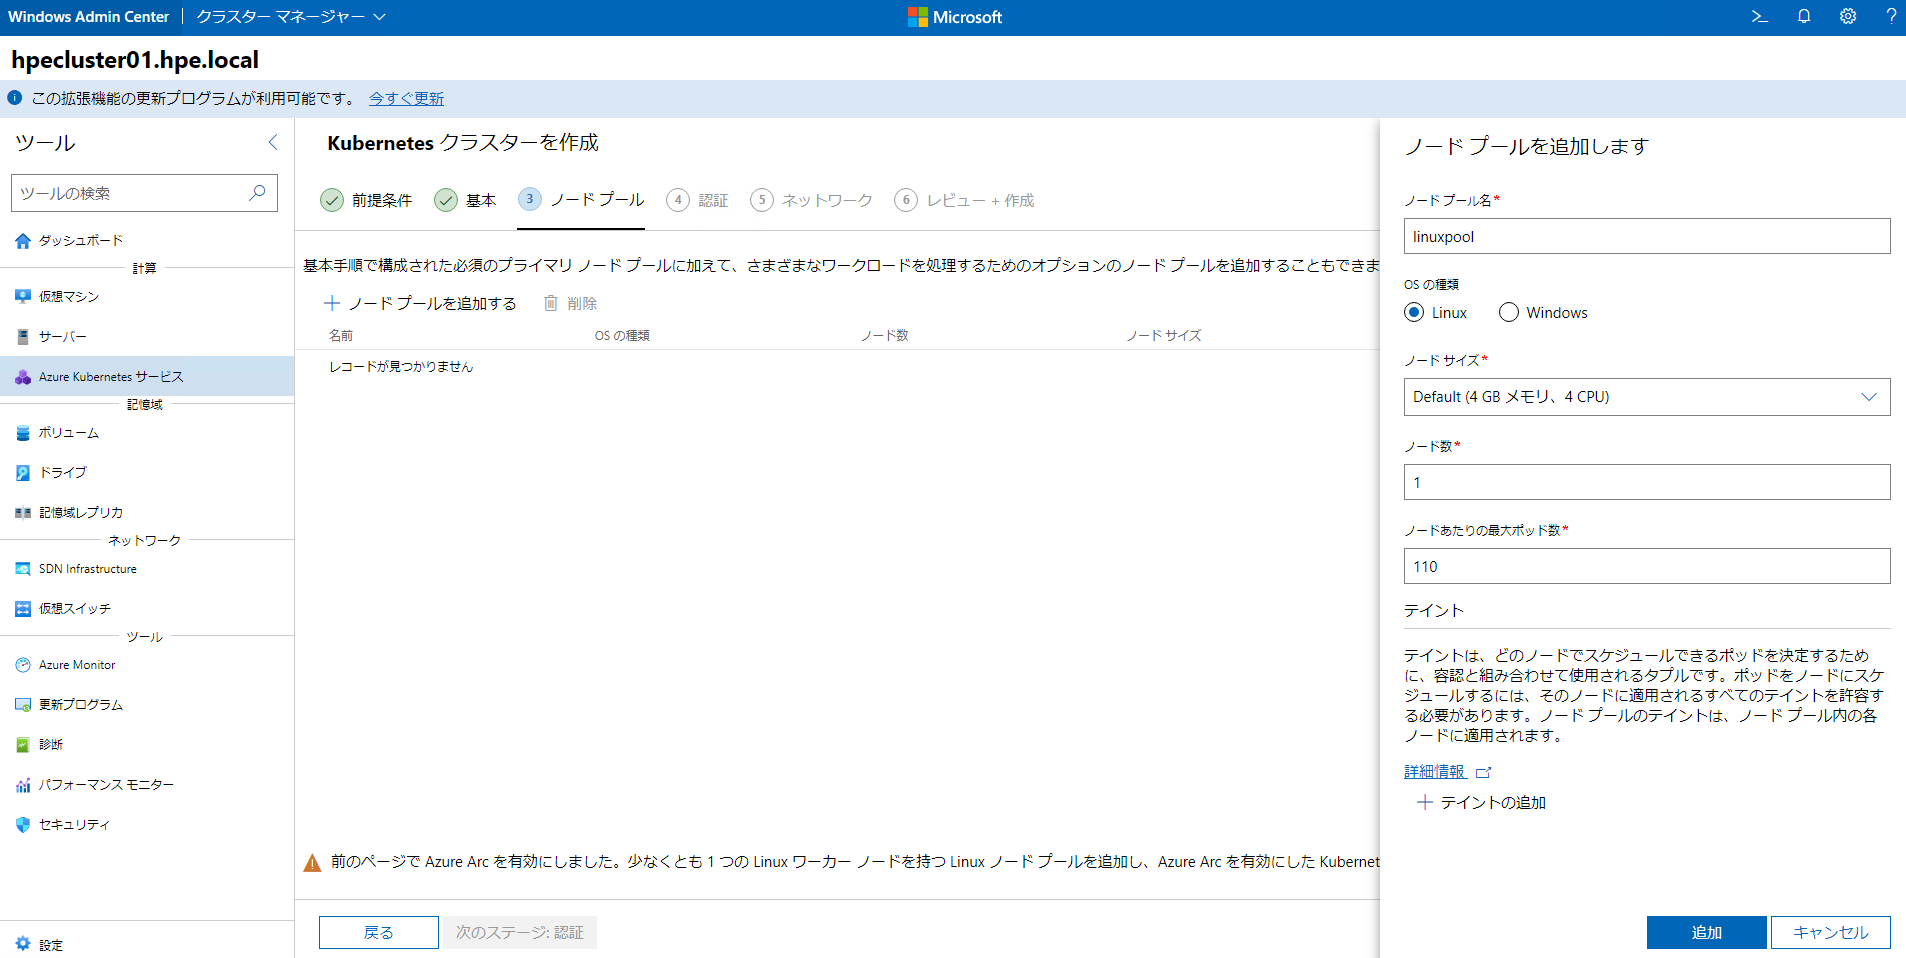 Windows Admin Center
クラスター マネージャー
Microsoft
hpecluster01.hpe.local
この拡張機能の更新プログラムが利用可能です。 今すぐ更新
ツール
ツールの検索
ダッシュボード
計算
仮想マシン
サーバー
Azure Kubernetes サービス
記憶域
ボリューム
ドライブ
記憶域レプリカ
ネットワーク
SDN Infrastructure
仮想スイッチ
ツール
Azure Monitor
更新プログラム
診断
パフォーマンス モニター
セキュリティ
設定
Kubernetes クラスターを作成
前提条件
基本
3 ノード プール
4 認証
5 ネットワーク
6 レビュー + 作成
基本手順で構成された必須のプライマリ ノード プールに加えて、さまざまなワークロードを処理するためのオプションのノード プールを追加することもできま
ノード プールを追加する
削除
名前 OS の種類 ノード数 ノード サイズ
レコードが見つかりません
前のページで Azure Arc を有効にしました。少なくとも 1 つの Linux ワーカー ノードを持つ Linux ノード プールを追加し、Azure Arc を有効にした Kubernet
戻る
次のステージ: 認証
ノード プールを追加します
ノード プール名*
linuxpool
OS の種類
Linux
Windows
ノード サイズ*
Default (4 GB メモリ、4 CPU)
ノード数*
1
ノードあたりの最大ポッド数*
110
テイント
テイントは、どのノードでスケジュールできるポッドを決定するため
に、容認と組み合わせて使用されるタプルです。ポッドをノードにスケ
ジュールするには、そのノードに適用されるすべてのテイントを許容す
る必要があります。ノード プールのテイントは、ノード プール内の各
ノードに適用されます。
詳細情報
テイントの追加
追加
キャンセル